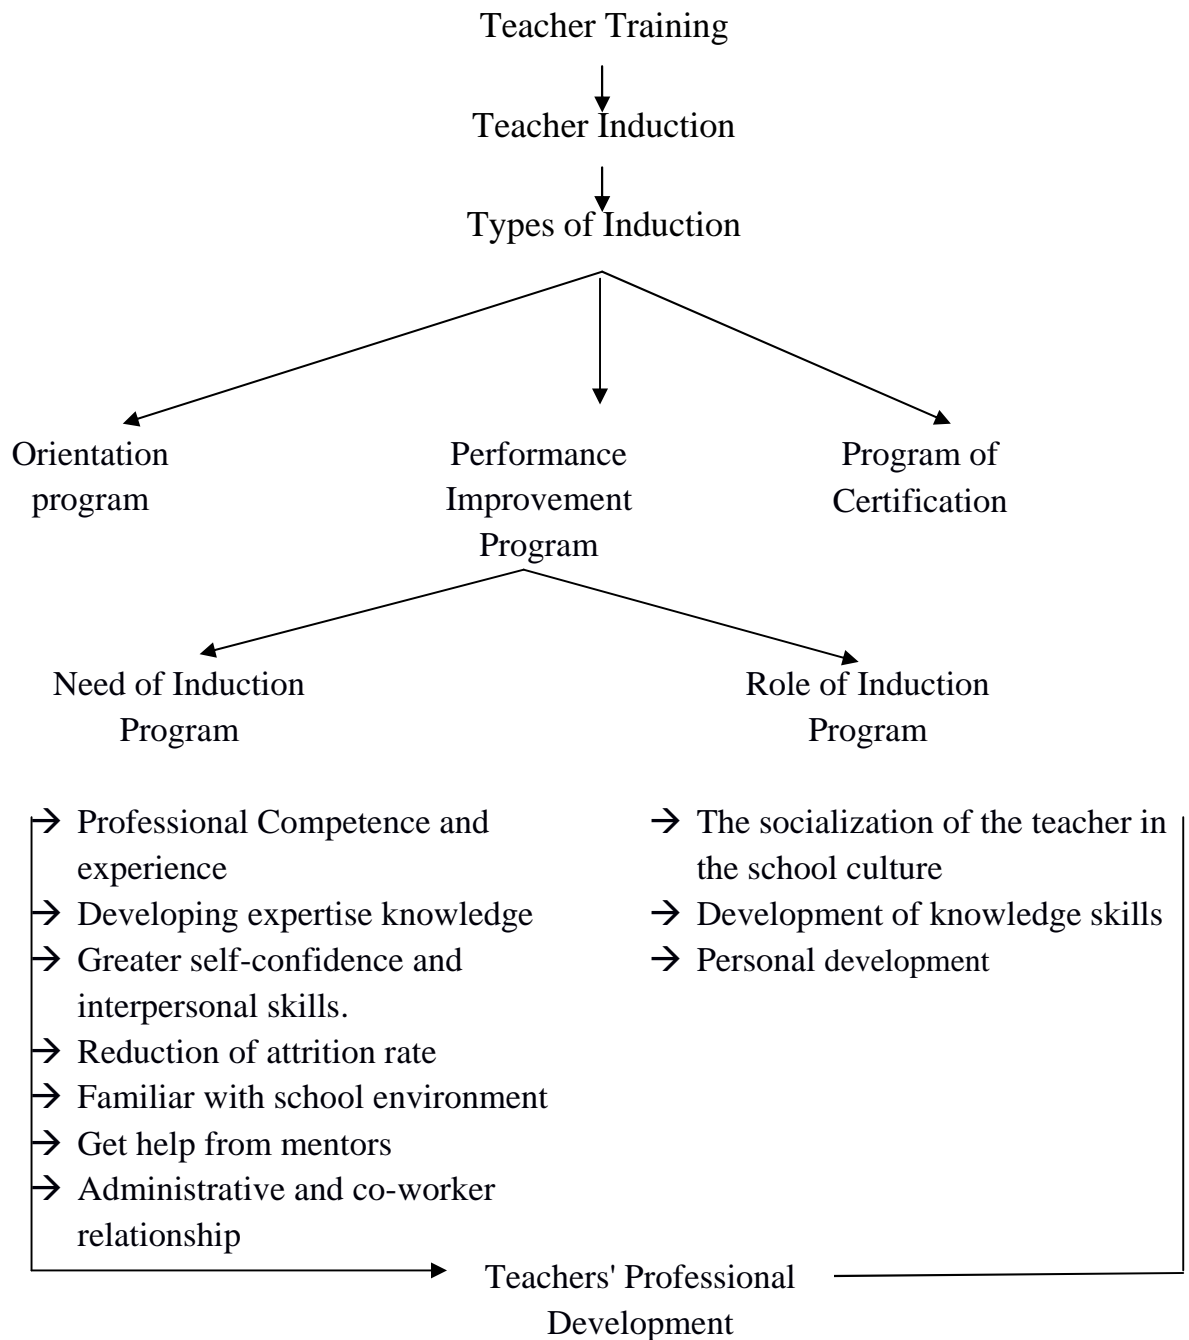 Teacher Training
Teacher Induction
Types of Induction
Orientation
program
Performance
Improvement
Program
Program of
Certification
Need of Induction
Program
Role of Induction
Program
→ Professional Competence and
experience
→ Developing expertise knowledge
→ Greater self-confidence and
interpersonal skills.
→ Reduction of attrition rate
→ Familiar with school environment
→ Get help from mentors
→ Administrative and co-worker
relationship
→ The socialization of the teacher in
the school culture
→ Development of knowledge skills
→ Personal development
Teachers' Professional
Development